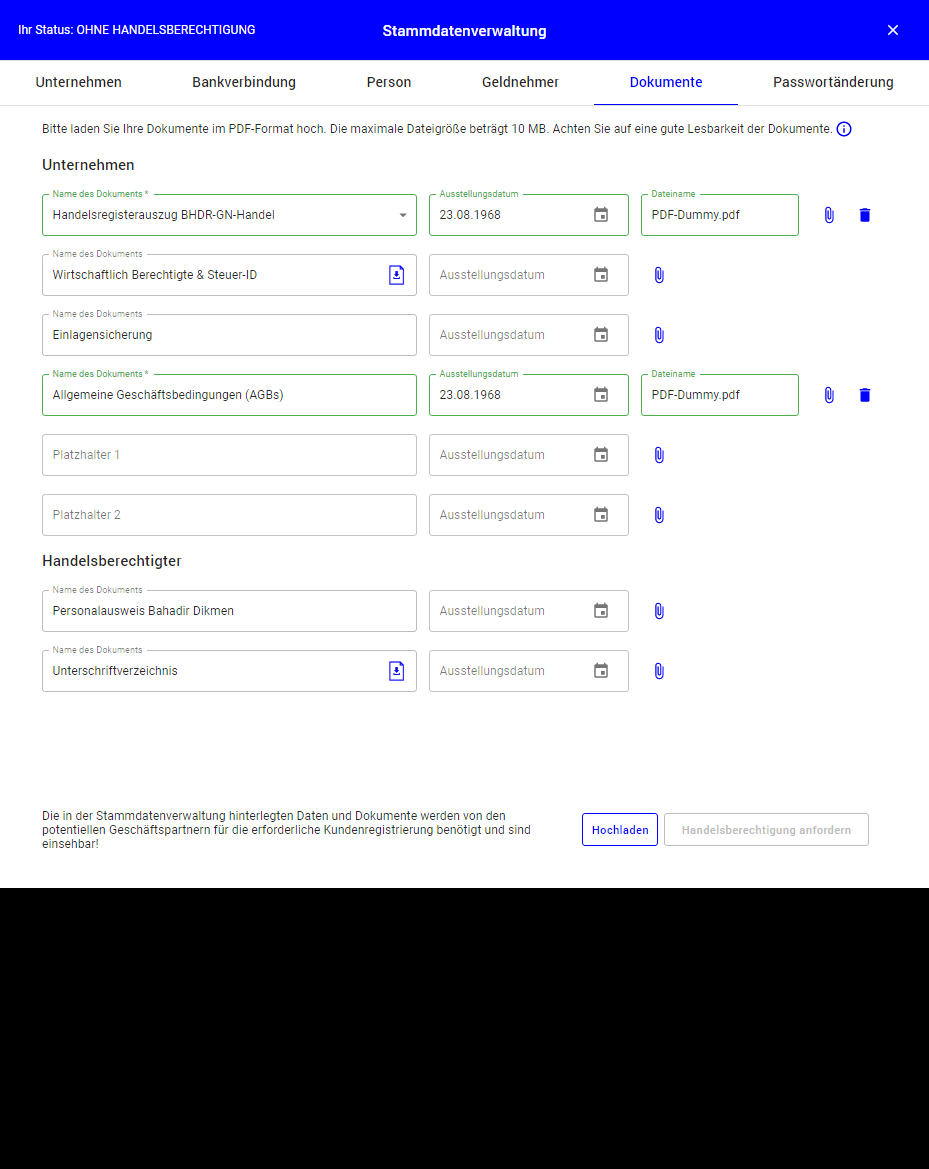 Ihr Status: OHNE HANDELSBERECHTIGUNG
Stammdatenverwaltung
Unternehmen
Bankverbindung
Person
Geldnehmer
Dokumente
Passwortänderung
Bitte laden Sie Ihre Dokumente im PDF-Format hoch. Die maximale Dateigröße beträgt 10 MB. Achten Sie auf eine gute Lesbarkeit der Dokumente.
Unternehmen
Name des Dokuments *
Handelsregisterauszug BHDR-GN-Handel
Ausstellungsdatum
23.08.1968
Dateiname
PDF-Dummy.pdf
Name des Dokuments
Wirtschaftlich Berechtigte & Steuer-ID
Ausstellungsdatum
Name des Dokuments
Einlagensicherung
Ausstellungsdatum
Name des Dokuments *
Allgemeine Geschäftsbedingungen (AGBs)
Ausstellungsdatum
23.08.1968
Dateiname
PDF-Dummy.pdf
Platzhalter 1
Ausstellungsdatum
Platzhalter 2
Ausstellungsdatum
Handelsberechtigter
Name des Dokuments
Personalausweis Bahadir Dikmen
Ausstellungsdatum
Name des Dokuments
Unterschriftverzeichnis
Ausstellungsdatum
Die in der Stammdatenverwaltung hinterlegten Daten und Dokumente werden von den
potentiellen Geschäftspartnern für die erforderliche Kundenregistrierung benötigt und sind
einsehbar!
Hochladen
Handelsberechtigung anfordern